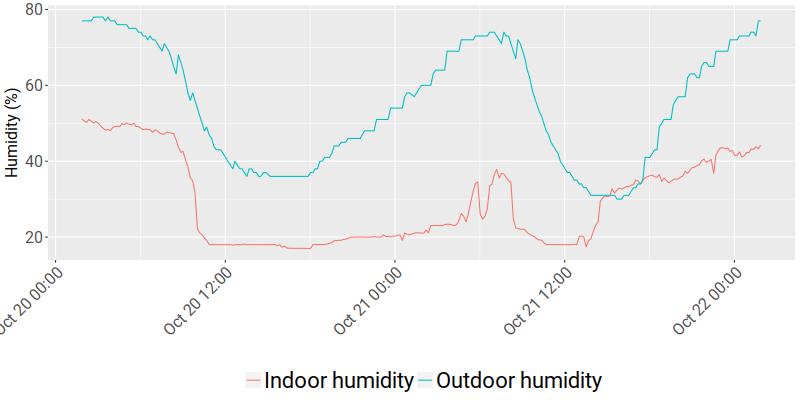 Humidity (%)
80
60
40
20
Oct 20 00:00
Oct 20 12:00
Oct 21 00:00
Oct 21 12:00
Oct 22 00:00
Indoor humidity
Outdoor humidity